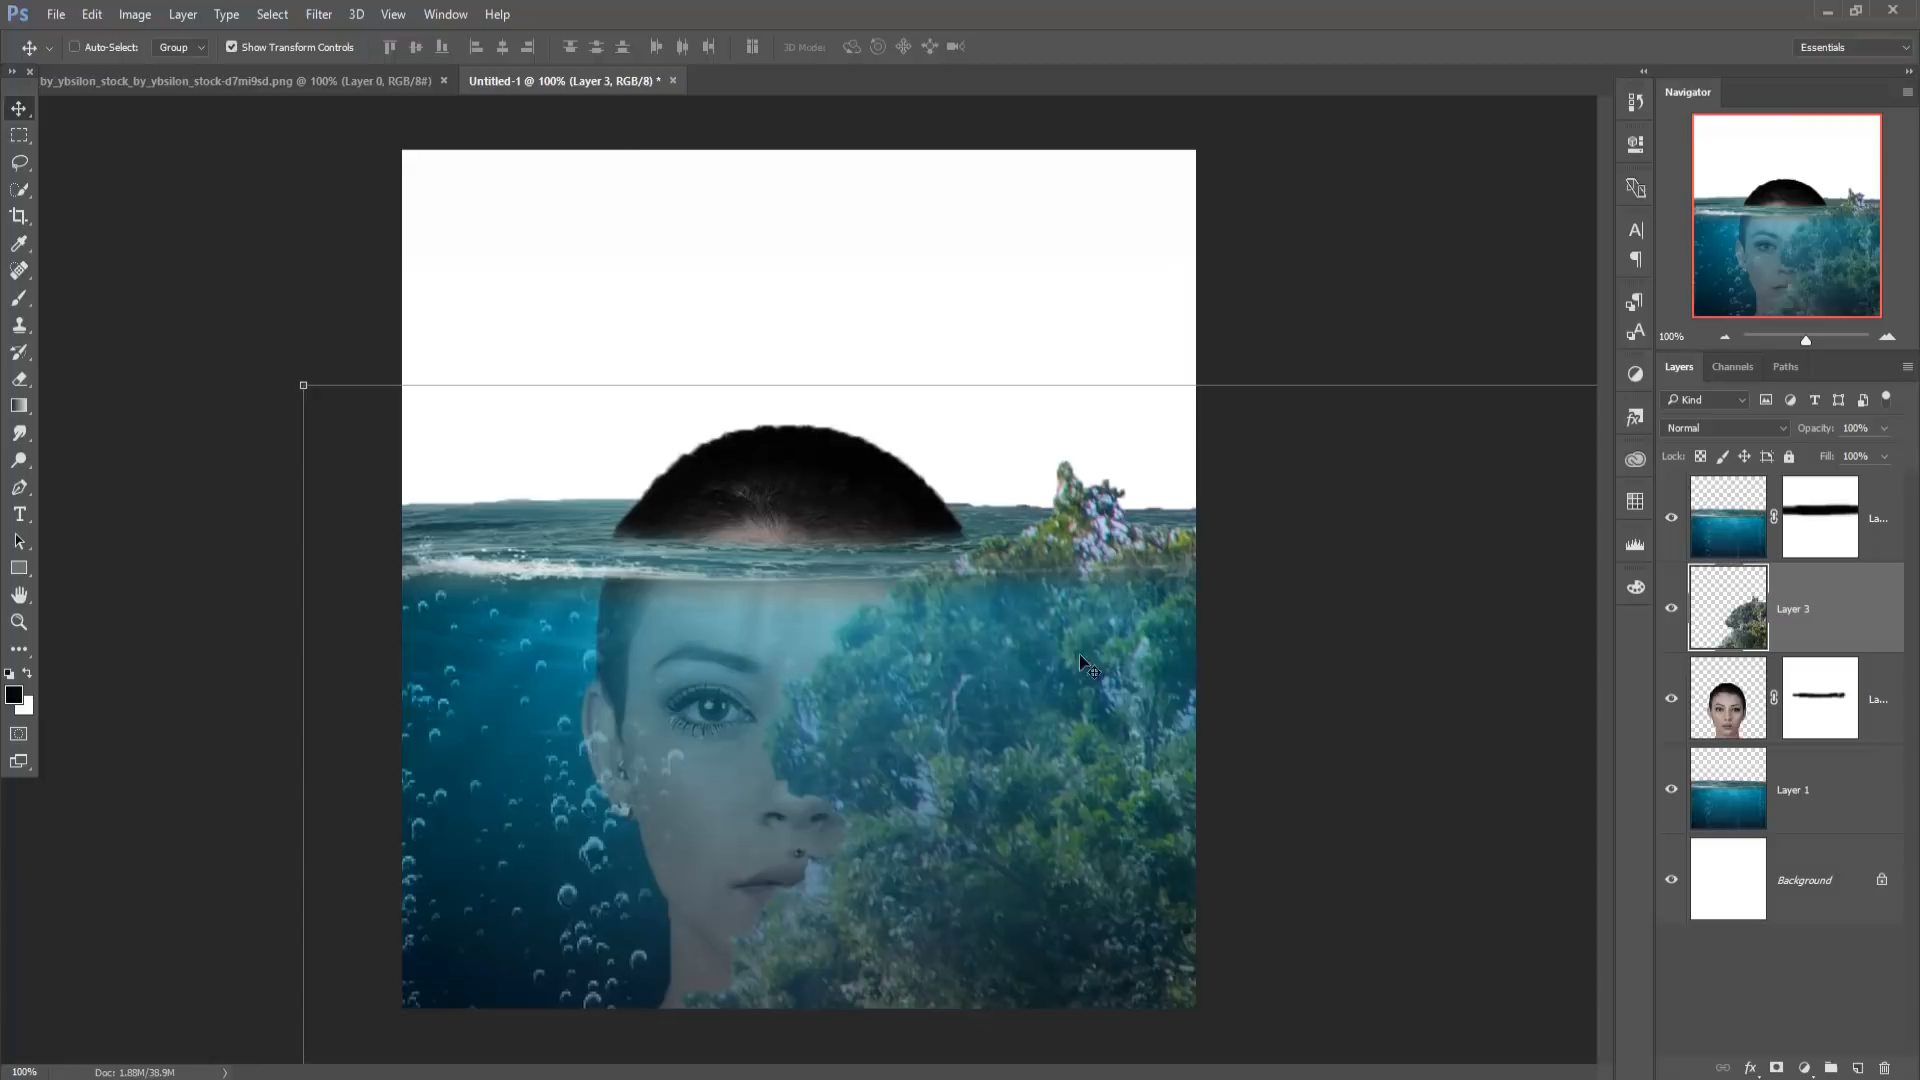 Ps File Edit Image Layer Type Select Filter 3D View Window Help
Auto-Select: Group Show Transform Controls 3D Mode: Essentials
by_ybsilon_stock_by_ybsilon_stock-d7mi9sd.png @ 100% (Layer 0, RGB/8#) Untitled-1 @ 100% (Layer 3, RGB/8) *
Navigator
100%
Layers Channels Paths
Kind
Normal Opacity: 100%
Lock: Fill: 100%
La...
Layer 3
La...
Layer 1
Background
100% Doc: 1.88M/38.9M